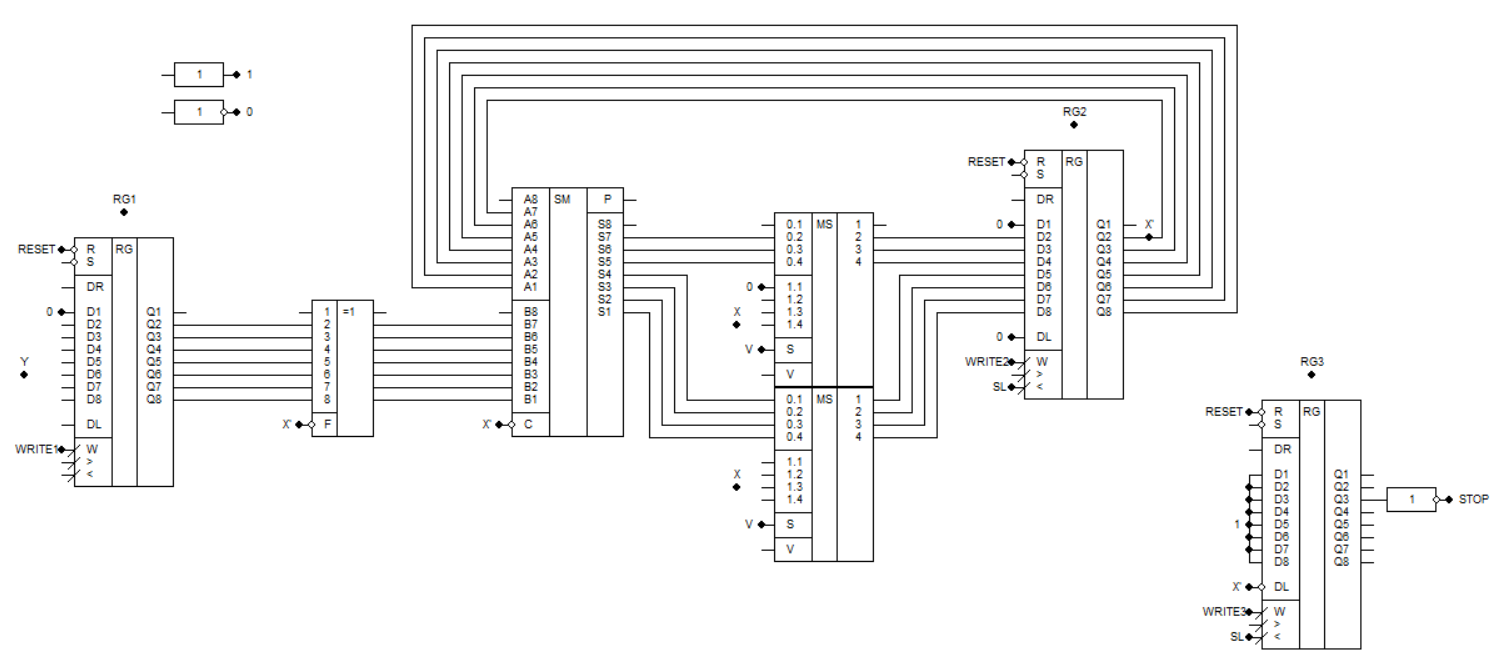 1 1
1 0
RG1
RESET R RG
S
DR
0 D1 Q1
D2 Q2
D3 Q3
Y D4 Q4
D5 Q5
D6 Q6
D7 Q7
D8 Q8
DL
WRITE1 W
>
<
1 =1
2
3
4
5
6
7
8
X' F
A8 SM P
A7
A6 S8
A5 S7
A4 S6
A3 S5
A2 S4
A1 S3
S2
B8 S1
B7
B6
B5
B4
B3
B2
B1
X' C
0.1 MS 1
0.2 2
0.3 3
0.4 4
0 1.1
1.2
X 1.3
1.4
V S
V
0.1 MS 1
0.2 2
0.3 3
0.4 4
1.1
X 1.2
1.3
1.4
V S
V
RG2
RESET R RG
S
DR
0 D1 Q1 X'
D2 Q2
D3 Q3
D4 Q4
D5 Q5
D6 Q6
D7 Q7
D8 Q8
0 DL
WRITE2 W
>
SL <
RG3
RESET R RG
S
DR
D1 Q1
D2 Q2
D3 Q3 1 STOP
D4 Q4
1 D5 Q5
D6 Q6
D7 Q7
D8 Q8
X' DL
WRITE3 W
>
SL <